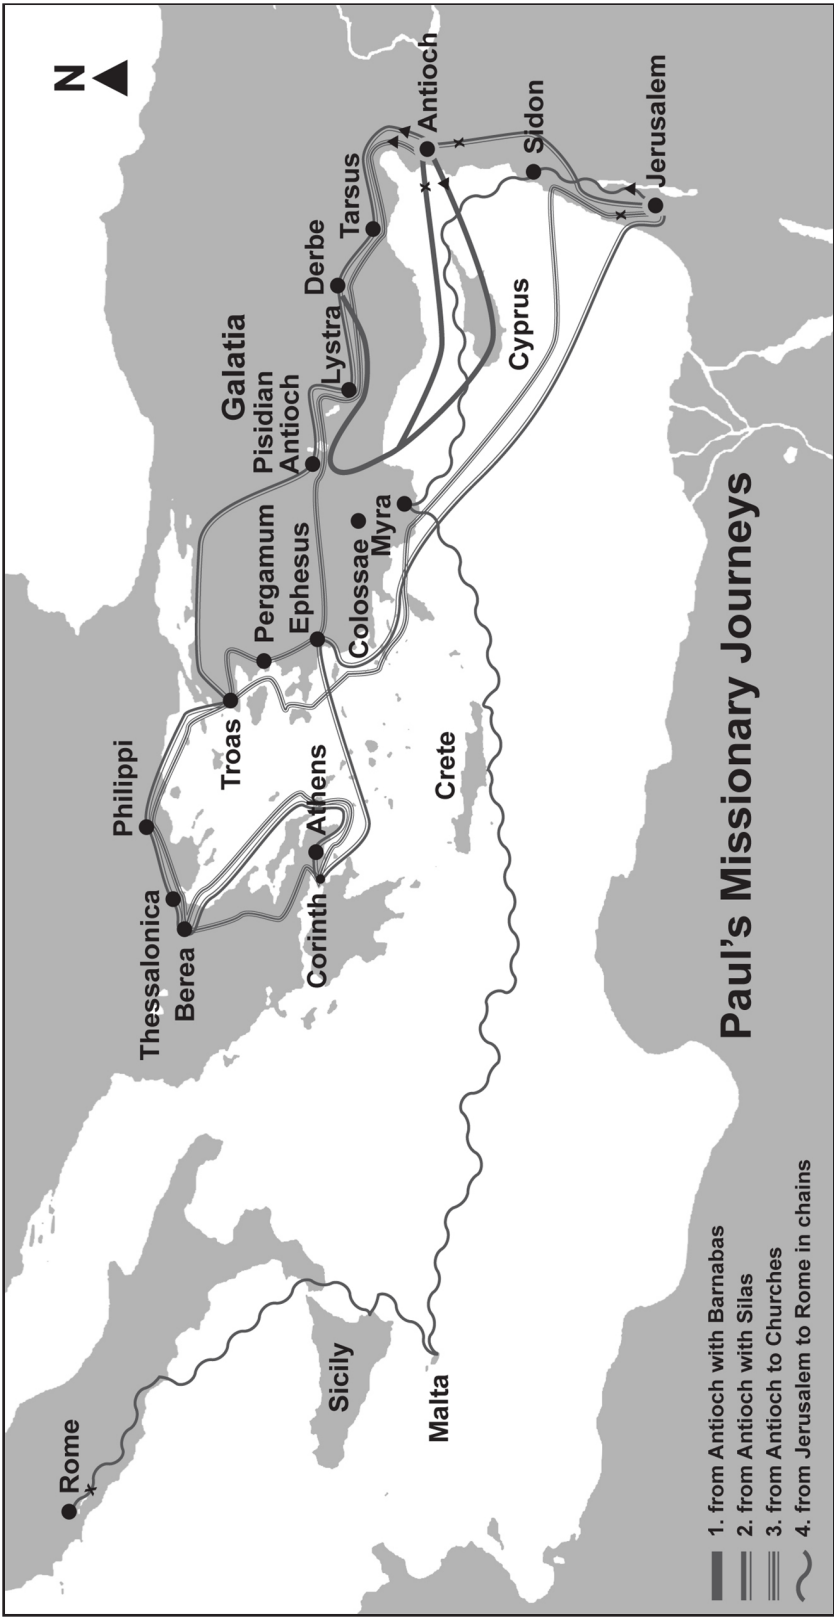 N
Rome
Sicily
Malta
Thessalonica
Berea
Philippi
Corinth
Athens
Troas
Crete
Pergamum
Ephesus
Colossae
Myra
Galatia
Pisidian
Antioch
Lystra
Derbe
Tarsus
Cyprus
Antioch
Sidon
Jerusalem
Paul's Missionary Journeys
1. from Antioch with Barnabas
2. from Antioch with Silas
3. from Antioch to Churches
4. from Jerusalem to Rome in chains